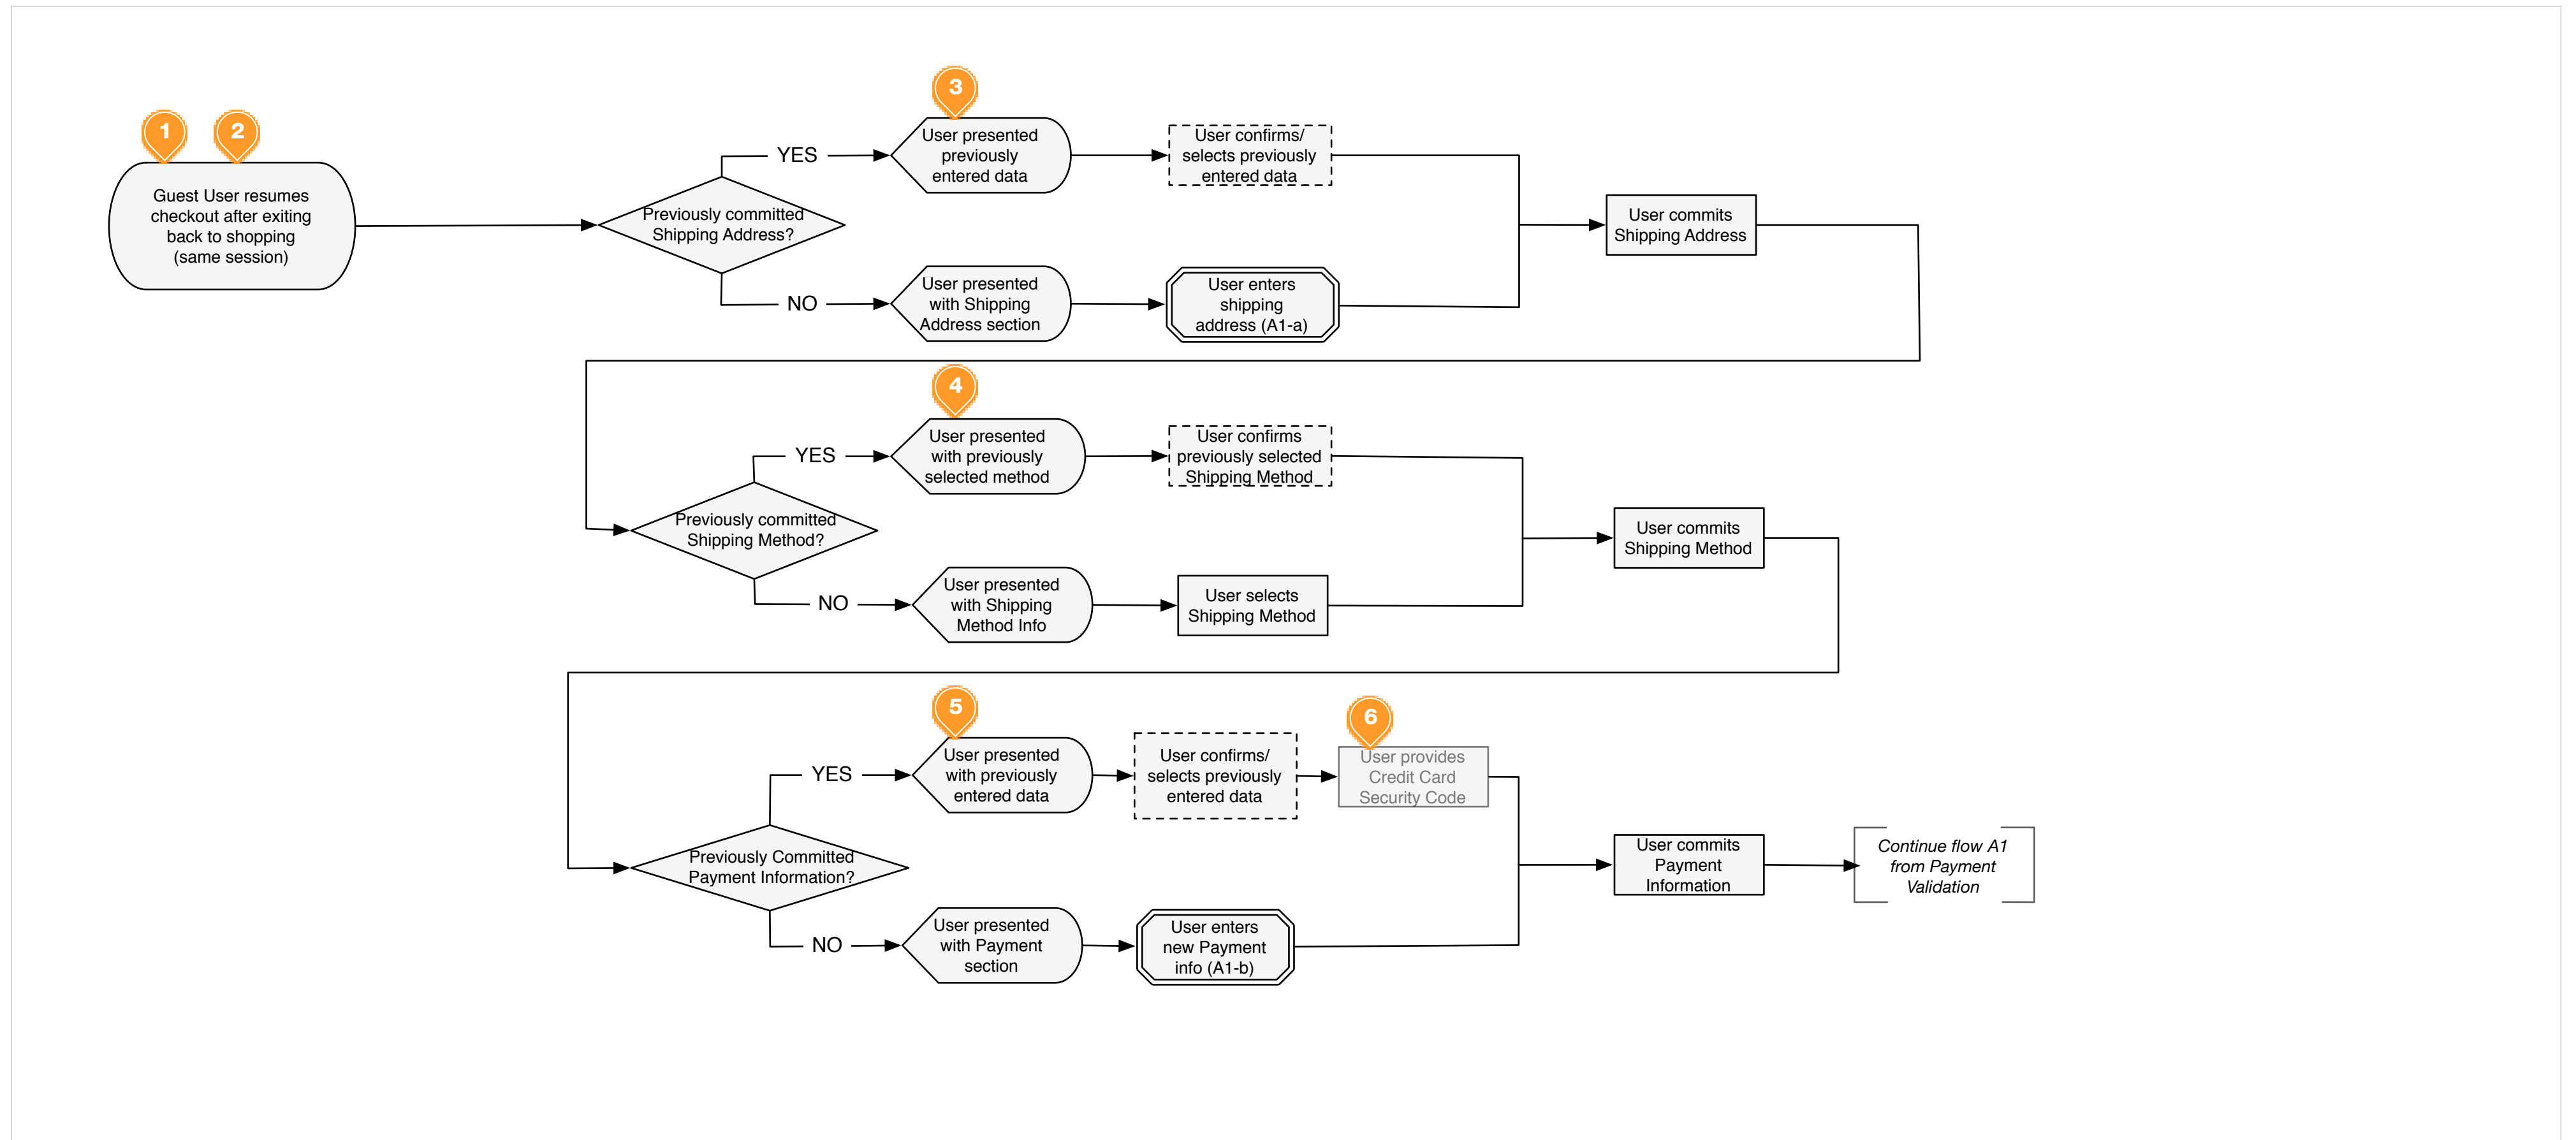 1
2
Guest User resumes
checkout after exiting
back to shopping
(same session)
Previously committed
Shipping Address?
YES
3
User presented
previously
entered data
User confirms/
selects previously
entered data
NO
User presented
with Shipping
Address section
User enters
shipping
address (A1-a)
User commits
Shipping Address
Previously committed
Shipping Method?
YES
4
User presented
with previously
selected method
User confirms
previously selected
Shipping Method
NO
User presented
with Shipping
Method Info
User selects
Shipping Method
User commits
Shipping Method
Previously Committed
Payment Information?
YES
5
User presented
with previously
entered data
User confirms/
selects previously
entered data
6
User provides
Credit Card
Security Code
NO
User presented
with Payment
section
User enters
new Payment
info (A1-b)
User commits
Payment
Information
Continue flow A1
from Payment
Validation